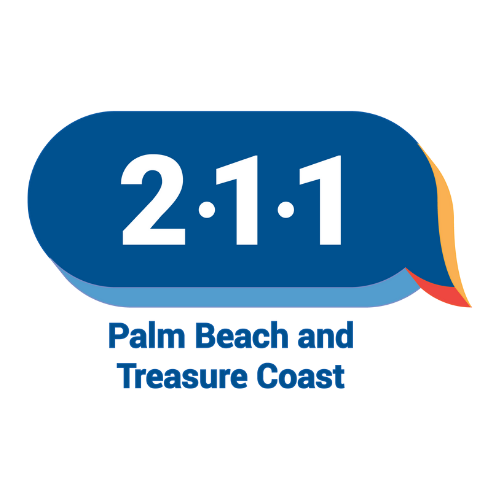 2·1·1
Palm Beach and
Treasure Coast